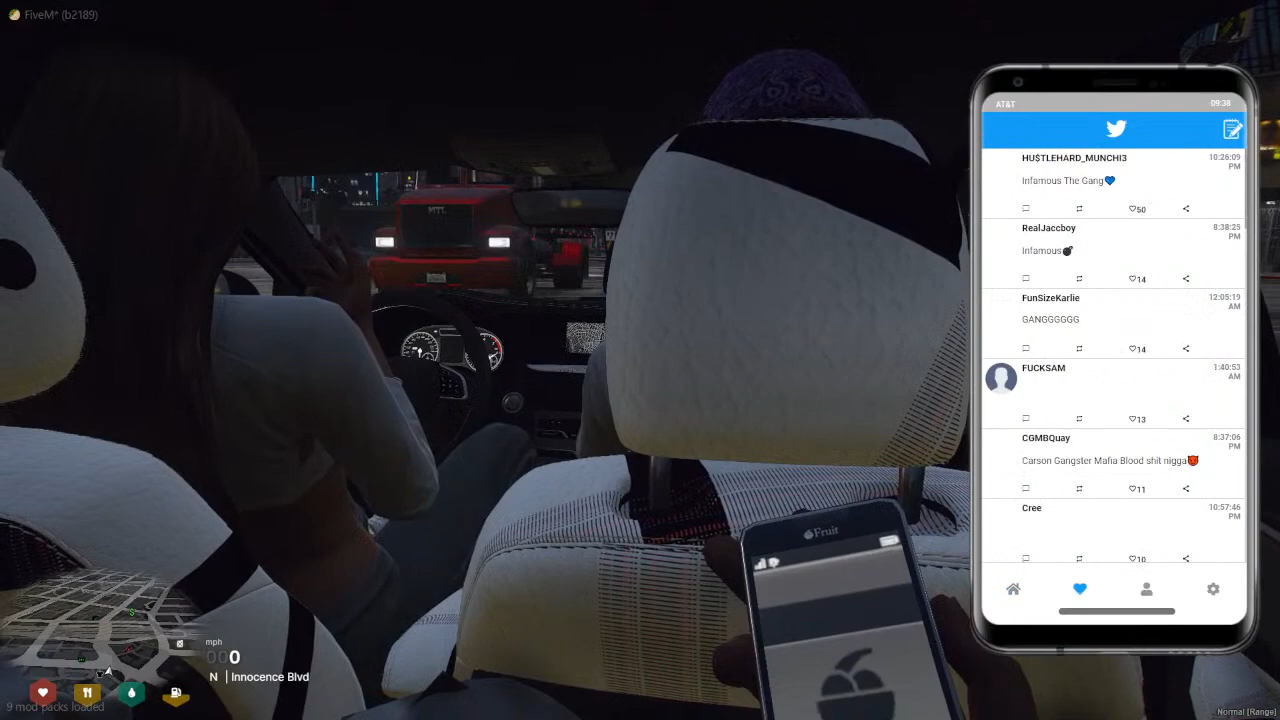 FiveM* (b2189)
AT&T
09:38
HU$TLEHARD_MUNCHI3
10:26:09
PM
Infamous The Gang💙
50
RealJaccboy
8:38:25
PM
Infamous💣
14
FunSizeKarlie
12:05:19
AM
GANGGGGGG
14
FUCKSAM
1:40:53
AM
13
CGMBQuay
8:37:06
PM
Carson Gangster Mafia Blood shit nigga😈
11
Cree
10:57:46
PM
10
MTL
Fruit
mph
000
N | Innocence Blvd
9 mod packs loaded
Normal [Range]